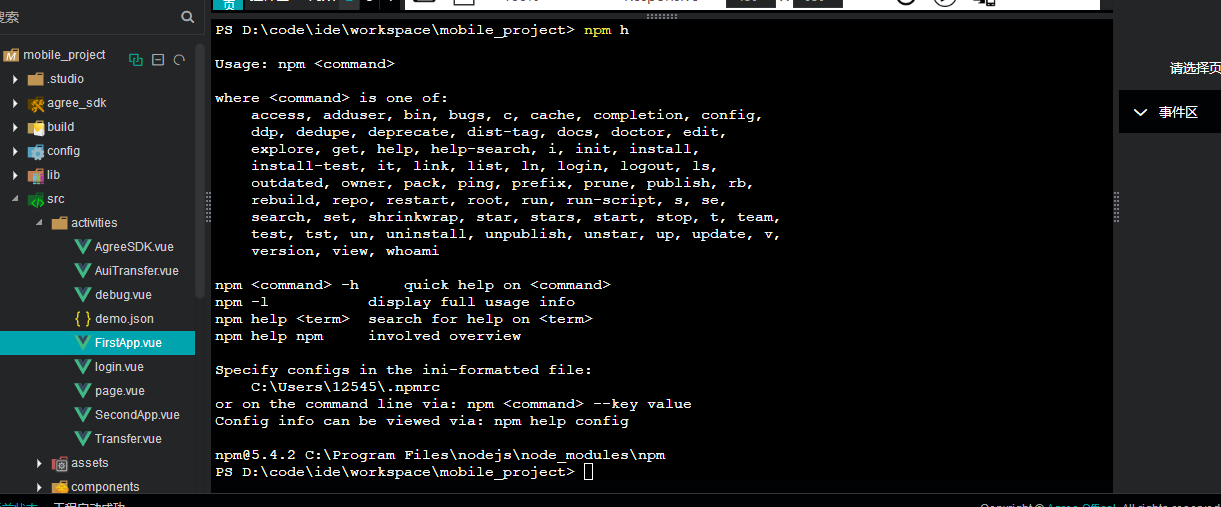 搜索
页
PS D:\code\ide\workspace\mobile_project> npm h
Usage: npm <command>
where <command> is one of:
access, adduser, bin, bugs, c, cache, completion, config,
ddp, dedupe, deprecate, dist-tag, docs, doctor, edit,
explore, get, help, help-search, i, init, install,
install-test, it, link, list, ln, login, logout, ls,
outdated, owner, pack, ping, prefix, prune, publish, rb,
rebuild, repo, restart, root, run, run-script, s, se,
search, set, shrinkwrap, star, stars, start, stop, t, team,
test, tst, un, uninstall, unpublish, unstar, up, update, v,
version, view, whoami
npm <command> -h     quick help on <command>
npm -l           display full usage info
npm help <term>  search for help on <term>
npm help npm     involved overview
Specify configs in the ini-formatted file:
C:\Users\12545\.npmrc
or on the command line via: npm <command> --key value
Config info can be viewed via: npm help config
npm@5.4.2 C:\Program Files\nodejs\node_modules\npm
PS D:\code\ide\workspace\mobile_project>
mobile_project
.studio
agree_sdk
build
config
lib
src
activities
AgreeSDK.vue
AuiTransfer.vue
debug.vue
demo.json
FirstApp.vue
login.vue
page.vue
SecondApp.vue
Transfer.vue
assets
components
请选择页
事件区